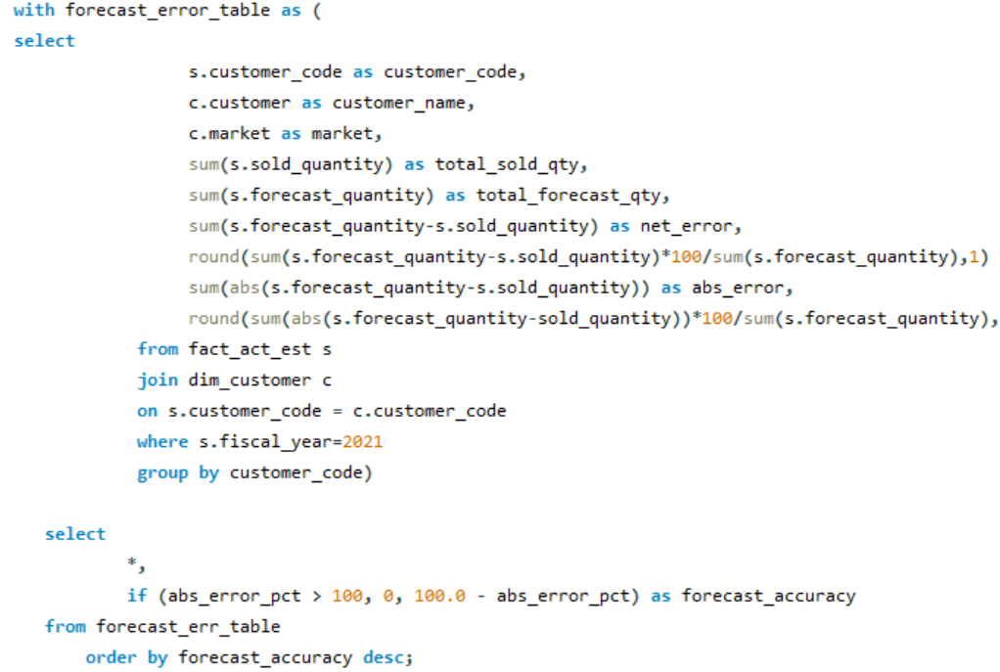 with forecast_error_table as (
select
s.customer_code as customer_code,
c.customer as customer_name,
c.market as market,
sum(s.sold_quantity) as total_sold_qty,
sum(s.forecast_quantity) as total_forecast_qty,
sum(s.forecast_quantity-s.sold_quantity) as net_error,
round(sum(s.forecast_quantity-s.sold_quantity)*100/sum(s.forecast_quantity),1)
sum(abs(s.forecast_quantity-s.sold_quantity)) as abs_error,
round(sum(abs(s.forecast_quantity-sold_quantity))*100/sum(s.forecast_quantity),
from fact_act_est s
join dim_customer c
on s.customer_code = c.customer_code
where s.fiscal_year=2021
group by customer_code)
select
*,
if (abs_error_pct > 100, 0, 100.0 - abs_error_pct) as forecast_accuracy
from forecast_err_table
order by forecast_accuracy desc;